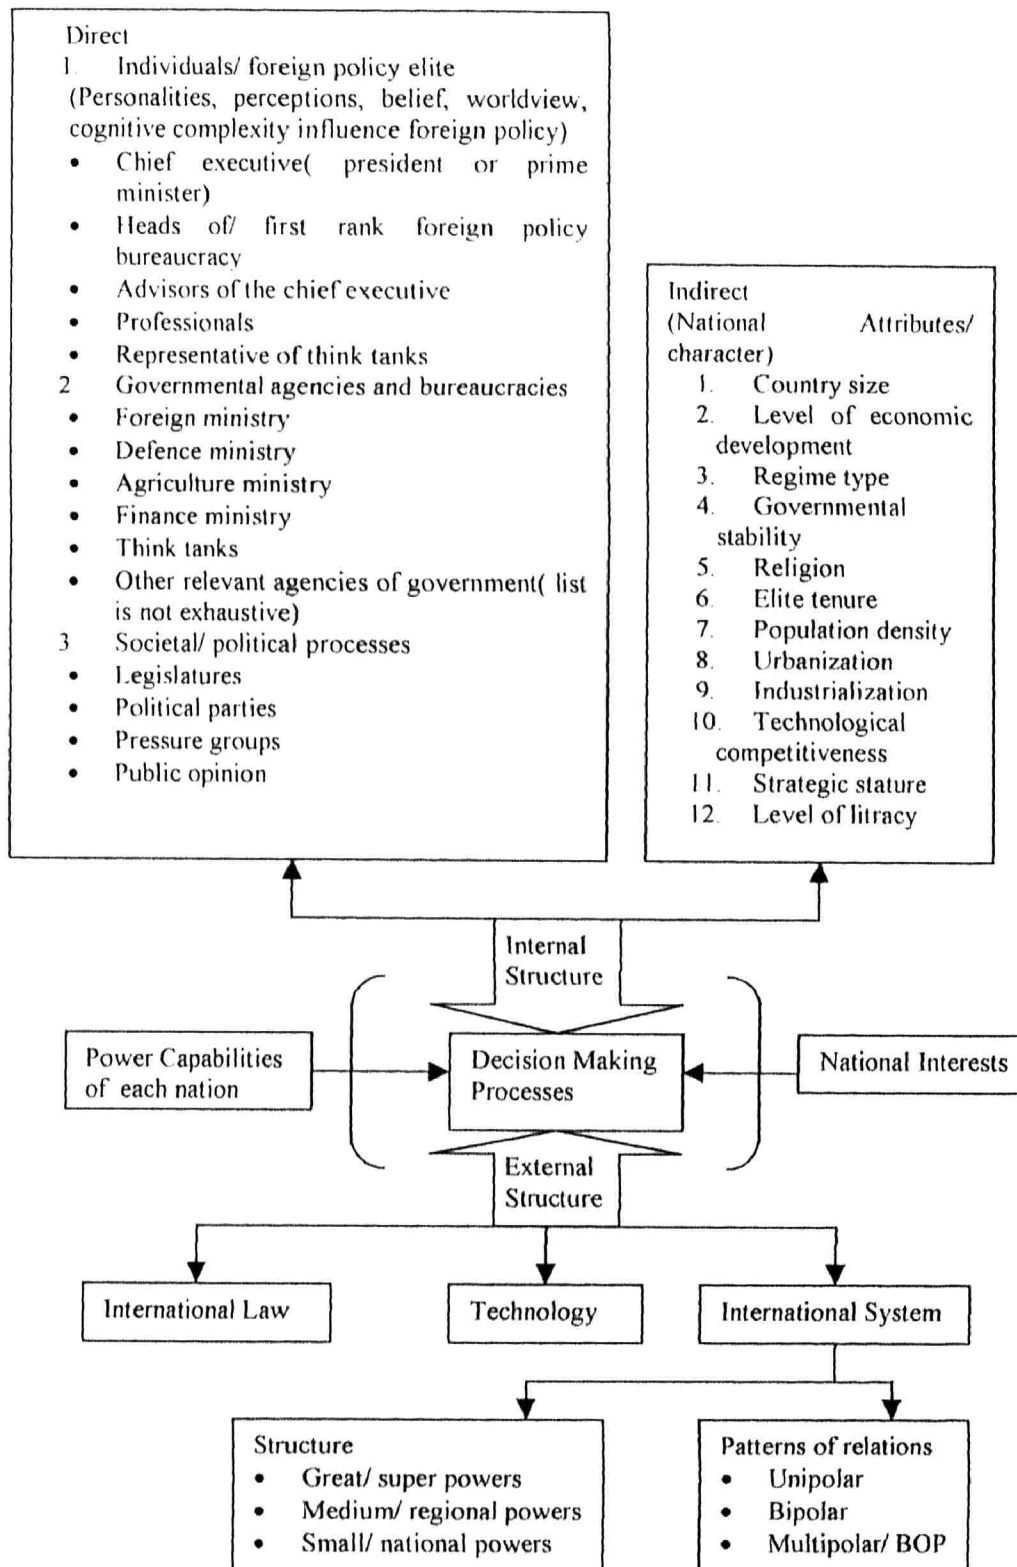 Direct
1. Individuals/ foreign policy elite
(Personalities, perceptions, belief, worldview,
cognitive complexity influence foreign policy)
• Chief executive( president or prime
minister)
• Heads of/ first rank foreign policy
bureaucracy
• Advisors of the chief executive
• Professionals
• Representative of think tanks
2 Governmental agencies and bureaucracies
• Foreign ministry
• Defence ministry
• Agriculture ministry
• Finance ministry
• Think tanks
• Other relevant agencies of government( list
is not exhaustive)
3 Societal/ political processes
• Legislatures
• Political parties
• Pressure groups
• Public opinion
Indirect
(National Attributes/
character)
1. Country size
2. Level of economic
development
3. Regime type
4. Governmental
stability
5. Religion
6. Elite tenure
7. Population density
8. Urbanization
9. Industrialization
10. Technological
competitiveness
11. Strategic stature
12. Level of litracy
Internal
Structure
Power Capabilities
of each nation
Decision Making
Processes
National Interests
External
Structure
International Law
Technology
International System
Structure
• Great/ super powers
• Medium/ regional powers
• Small/ national powers
Patterns of relations
• Unipolar
• Bipolar
• Multipolar/ BOP